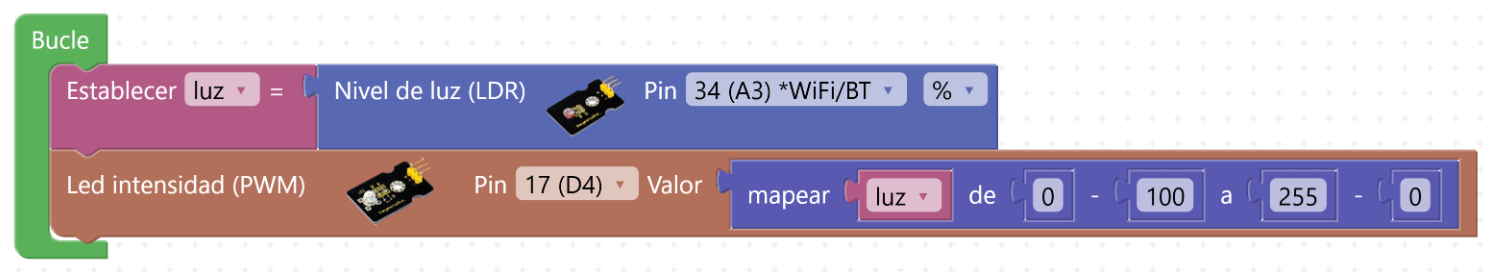 Bucle
Establecer luz = Nivel de luz (LDR) Pin 34 (A3) *WiFi/BT %
Led intensidad (PWM) Pin 17 (D4) Valor mapear luz de 0 - 100 a 255 - 0